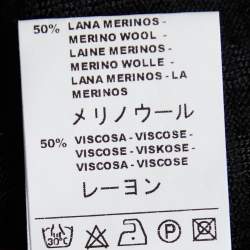 50% LANA MERINOS -
MERINO WOOL -
LAINE MERINOS -
MERINO WOLLE -
LANA MERINOS - LA
MERINOS
メリノウール
50% VISCOSA - VISCOSE -
VISCOSE - VISKOSE -
VISCOSA - VISCOSE
レーヨン
30°C P